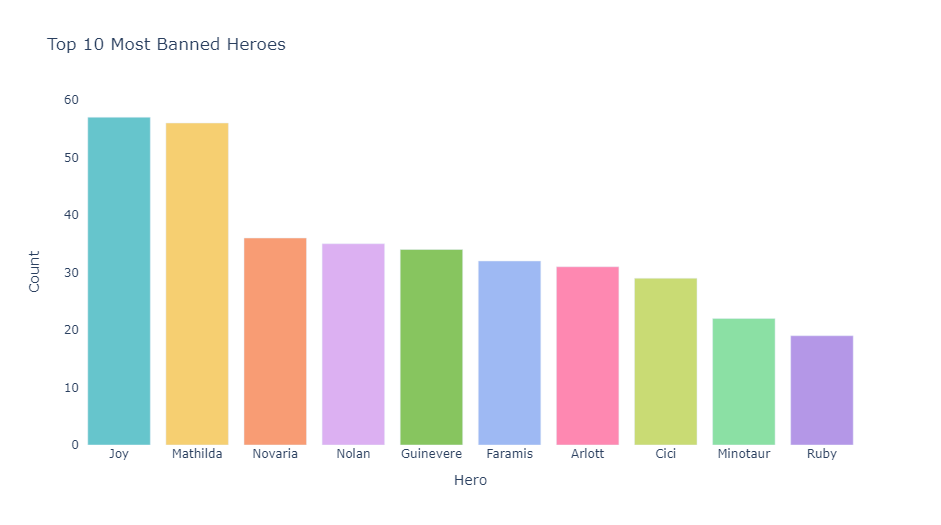 Top 10 Most Banned Heroes
Count
60
50
40
30
20
10
0
Joy Mathilda Novaria Nolan Guinevere Faramis Arlott Cici Minotaur Ruby
Hero